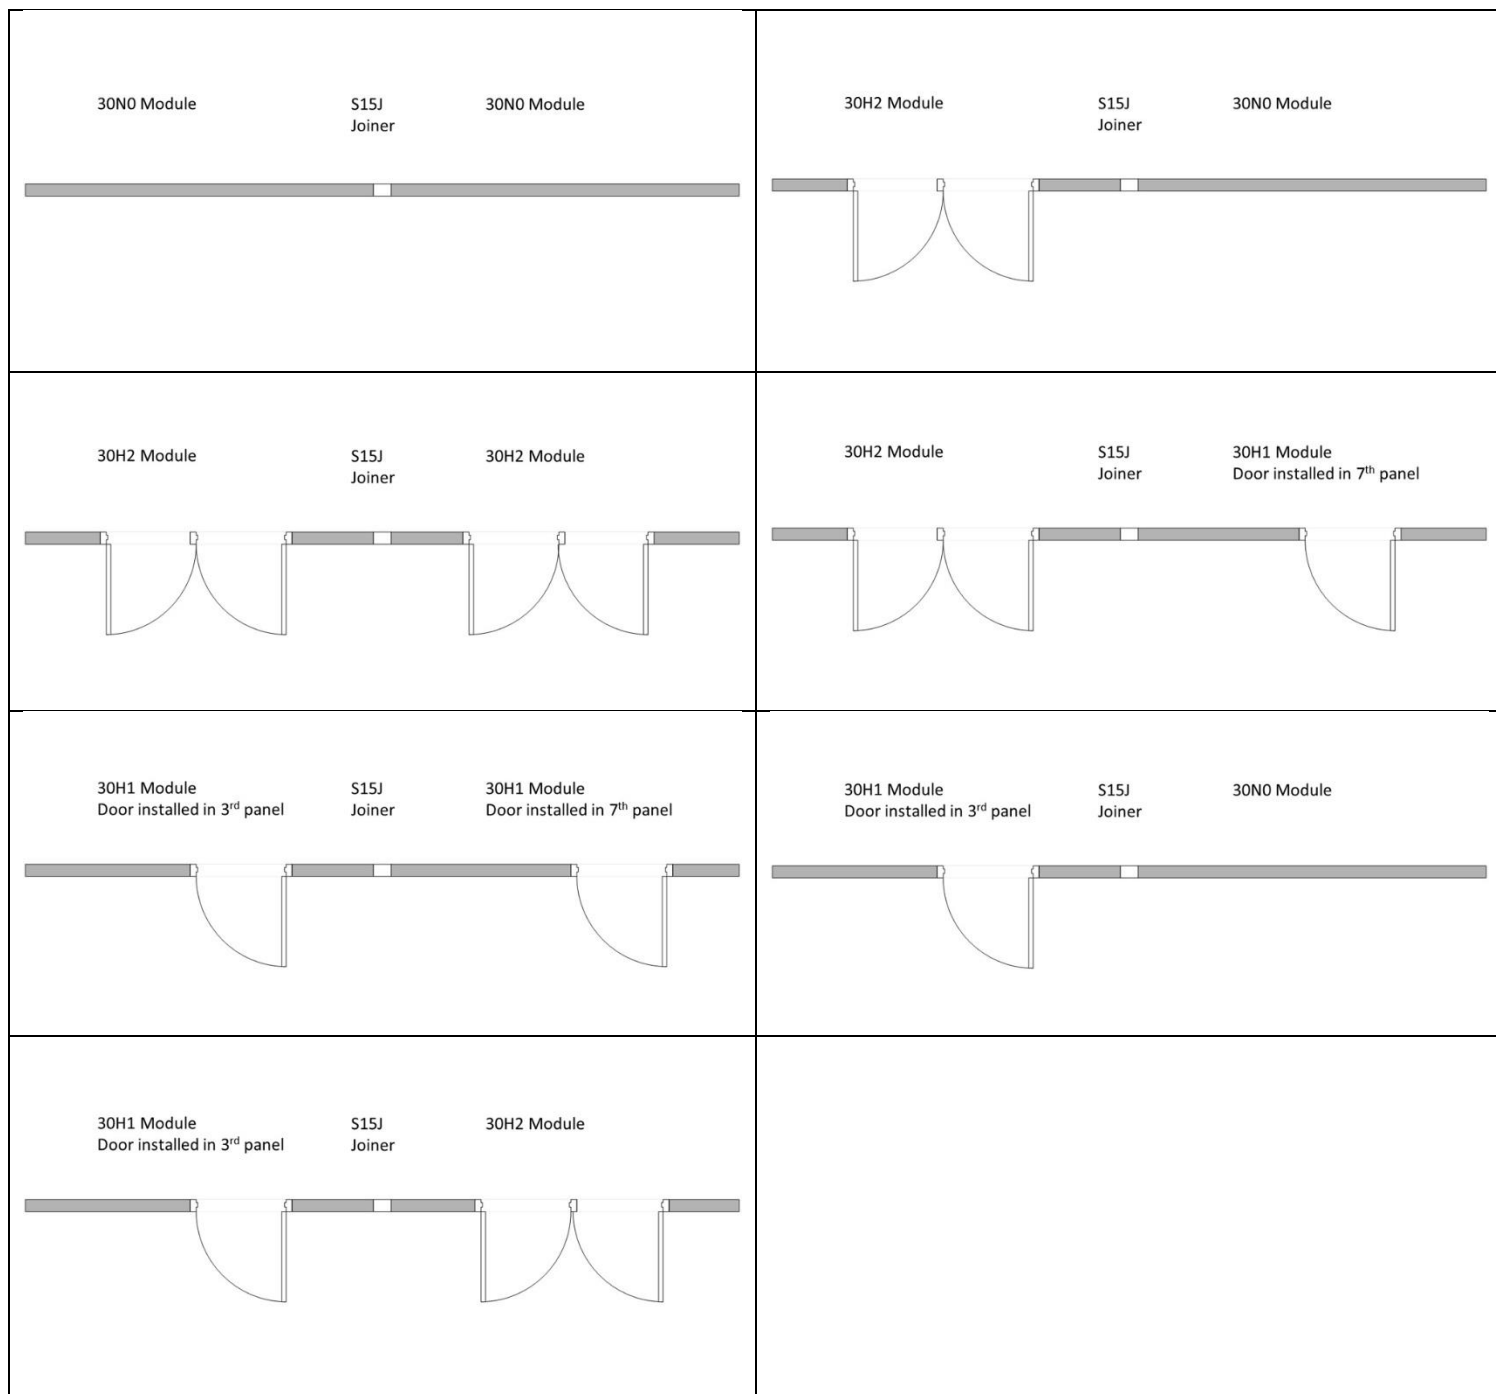 30N0 Module
S15J
Joiner
30N0 Module
30H2 Module
S15J
Joiner
30N0 Module
30H2 Module
S15J
Joiner
30H2 Module
30H2 Module
S15J
Joiner
30H1 Module
Door installed in 7th panel
30H1 Module
Door installed in 3rd panel
S15J
Joiner
30H1 Module
Door installed in 7th panel
30H1 Module
Door installed in 3rd panel
S15J
Joiner
30N0 Module
30H1 Module
Door installed in 3rd panel
S15J
Joiner
30H2 Module